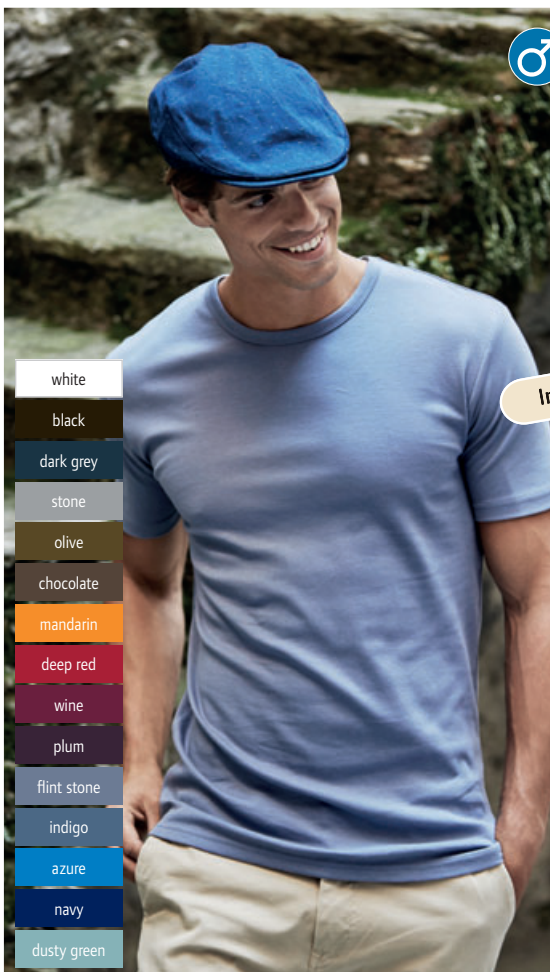 white
black
dark grey
stone
olive
chocolate
mandarin
deep red
wine
plum
flint stone
indigo
azure
navy
dusty green